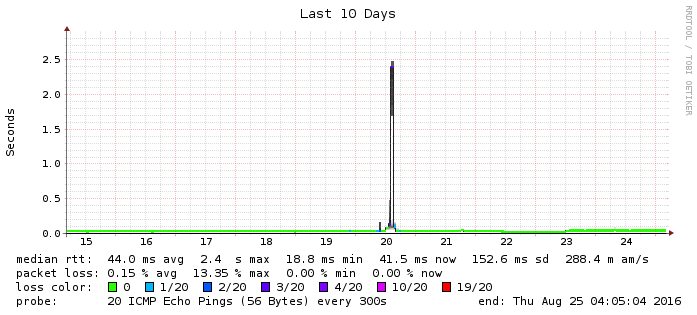 Last 10 Days
RRDTOOL / TOBI OETIKER
Seconds
2.5
2.0
1.5
1.0
0.5
0.0
15 16 17 18 19 20 21 22 23 24
median rtt: 44.0 ms avg 2.4 s max 18.8 ms min 41.5 ms now 152.6 ms sd 288.4 m am/s
packet loss: 0.15 % avg 13.35 % max 0.00 % min 0.00 % now
loss color: 0 1/20 2/20 3/20 4/20 10/20 19/20
probe: 20 ICMP Echo Pings (56 Bytes) every 300s end: Thu Aug 25 04:05:04 2016